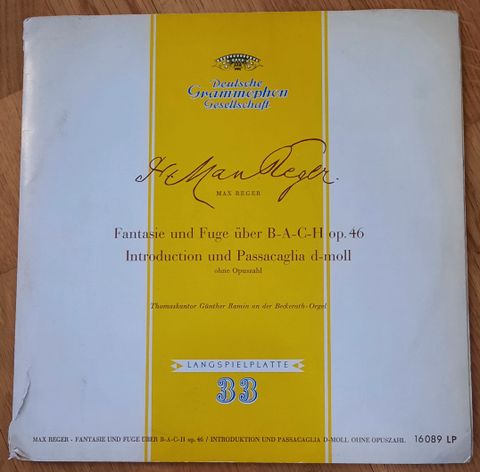 Deutsche
Grammophon
Gesellschaft
Dr Max Reger.
MAX REGER
Fantasie und Fuge über B-A-C-H op. 46
Introduction und Passacaglia d-moll
ohne Opuszahl
Thomaskantor Günther Ramin an der Beckerath-Orgel
LANGSPIELPLATTE
33
MAX REGER - FANTASIE UND FUGE ÜBER B-A-C-H op. 46 / INTRODUKTION UND PASSACAGLIA D-MOLL OHNE OPUSZAHL 16089 LP